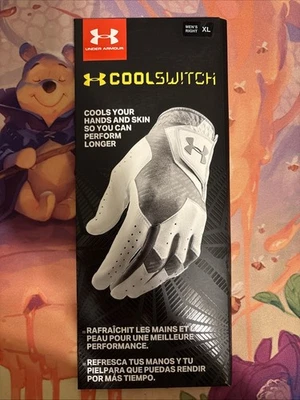 UNDER ARMOUR
MEN'S
RIGHT XL
COOLSWITCH
COOLS YOUR
HANDS AND SKIN
SO YOU CAN
PERFORM
LONGER
RAFRAÎCHIT LES MAINS ET LA
PEAU POUR UNE MEILLEURE
PERFORMANCE.
REFRESCA TUS MANOS Y TU
PIELPARA QUE PUEDAS RENDIR
POR MÁS TIEMPO.